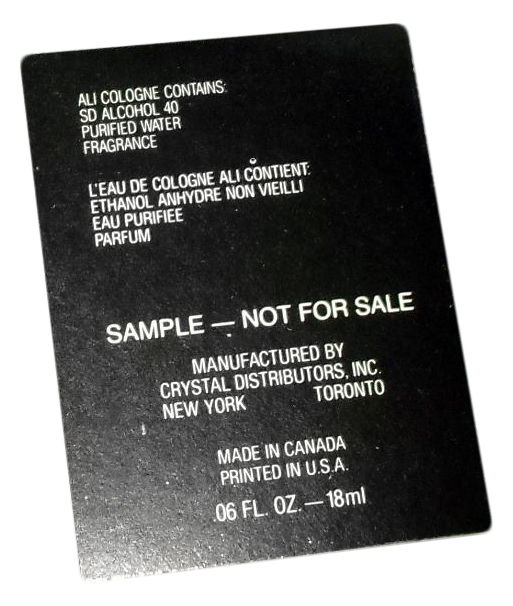 ALI COLOGNE CONTAINS:
SD ALCOHOL 40
PURIFIED WATER
FRAGRANCE
L'EAU DE COLOGNE ALI CONTIENT:
ETHANOL ANHYDRE NON VIEILLI
EAU PURIFIEE
PARFUM
SAMPLE — NOT FOR SALE
MANUFACTURED BY
CRYSTAL DISTRIBUTORS, INC.
NEW YORK TORONTO
MADE IN CANADA
PRINTED IN U.S.A.
.06 FL. OZ. — 18ml